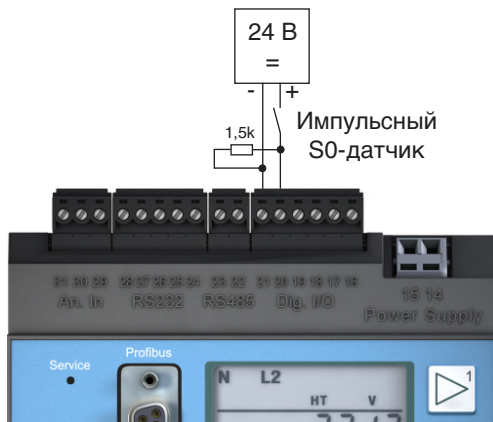 24 В
=
- +
1,5k
Импульсный
S0-датчик
31 30 29 28 27 26 25 24 23 22 21 20 19 18 17 16
An. In RS232 RS485 Dig. I/O
15 14
Power Supply
Service
Profibus
N L2
HT V
1